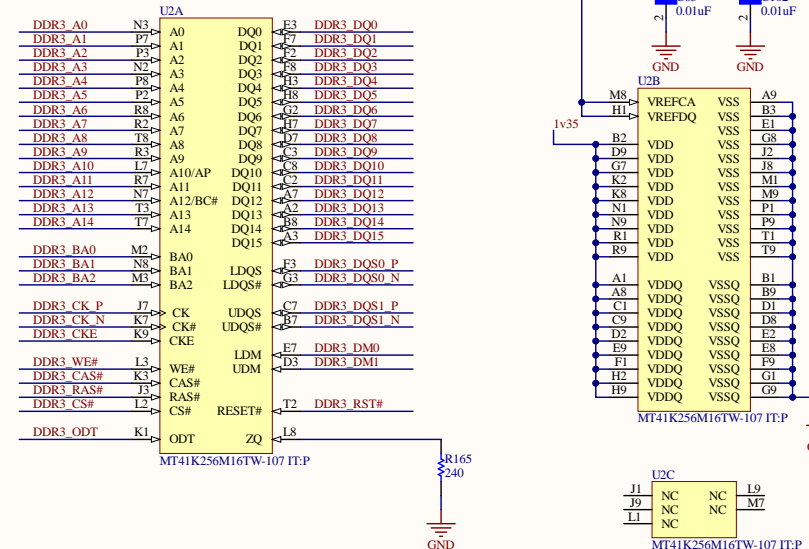 U2A
DDR3_A0 N3 A0 DQ0 E3 DDR3_DQ0
DDR3_A1 P7 A1 DQ1 F7 DDR3_DQ1
DDR3_A2 P3 A2 DQ2 F2 DDR3_DQ2
DDR3_A3 N2 A3 DQ3 F8 DDR3_DQ3
DDR3_A4 P8 A4 DQ4 H3 DDR3_DQ4
DDR3_A5 P2 A5 DQ5 H8 DDR3_DQ5
DDR3_A6 R8 A6 DQ6 G2 DDR3_DQ6
DDR3_A7 R2 A7 DQ7 H7 DDR3_DQ7
DDR3_A8 T8 A8 DQ8 D7 DDR3_DQ8
DDR3_A9 R3 A9 DQ9 C3 DDR3_DQ9
DDR3_A10 L7 A10/AP DQ10 C8 DDR3_DQ10
DDR3_A11 R7 A11 DQ11 C2 DDR3_DQ11
DDR3_A12 N7 A12/BC# DQ12 A7 DDR3_DQ12
DDR3_A13 T3 A13 DQ13 A2 DDR3_DQ13
DDR3_A14 T7 A14 DQ14 B8 DDR3_DQ14
DQ15 A3 DDR3_DQ15
DDR3_BA0 M2 BA0
DDR3_BA1 N8 BA1 LDQS F3 DDR3_DQS0_P
DDR3_BA2 M3 BA2 LDQS# G3 DDR3_DQS0_N
DDR3_CK_P J7 CK UDQS C7 DDR3_DQS1_P
DDR3_CK_N K7 CK# UDQS# B7 DDR3_DQS1_N
DDR3_CKE K9 CKE
LDM E7 DDR3_DM0
DDR3_WE# L3 WE# UDM D3 DDR3_DM1
DDR3_CAS# K3 CAS#
DDR3_RAS# J3 RAS#
DDR3_CS# L2 CS# RESET# T2 DDR3_RST#
DDR3_ODT K1 ODT ZQ L8
MT41K256M16TW-107 IT:P
R165
240
GND
0.01uF
2
GND
0.01uF
2
GND
U2B
M8 VREFCA VSS A9
H1 VREFDQ VSS B3
1v35
VSS E1
B2 VDD VSS G8
D9 VDD VSS J2
G7 VDD VSS J8
K2 VDD VSS M1
K8 VDD VSS M9
N1 VDD VSS P1
N9 VDD VSS P9
R1 VDD VSS T1
R9 VDD VSS T9
A1 VDDQ VSSQ B1
A8 VDDQ VSSQ B9
C1 VDDQ VSSQ D1
C9 VDDQ VSSQ D8
D2 VDDQ VSSQ E2
E9 VDDQ VSSQ E8
F1 VDDQ VSSQ F9
H2 VDDQ VSSQ G1
H9 VDDQ VSSQ G9
MT41K256M16TW-107 IT:P
U2C
J1 NC NC L9
J9 NC NC M7
L1 NC
MT41K256M16TW-107 IT:P